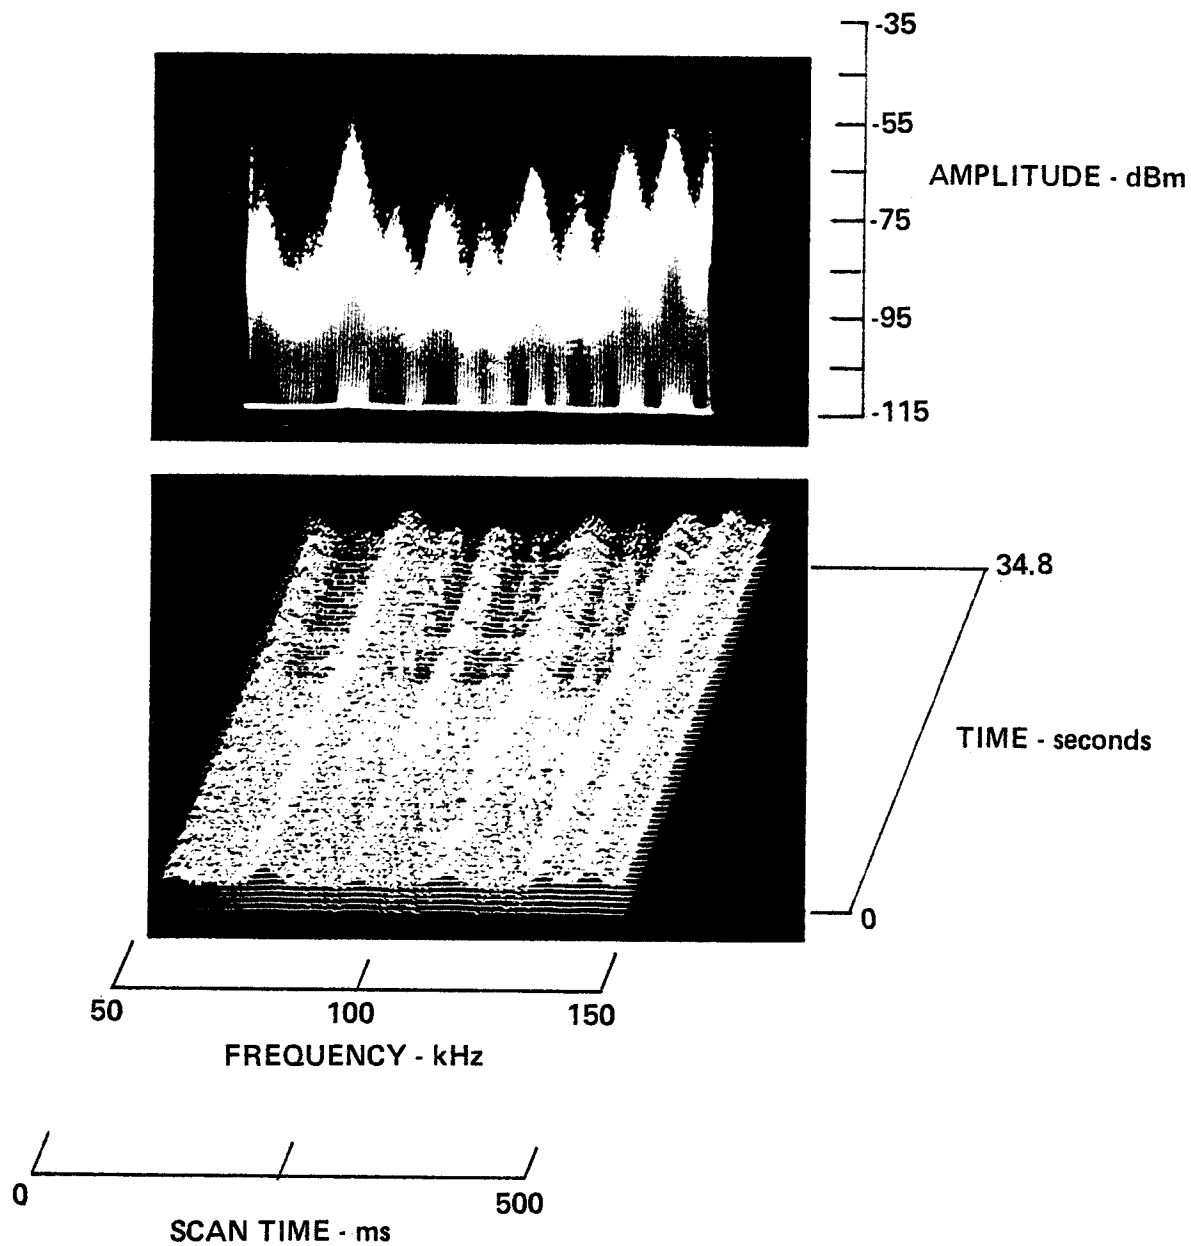 -35
-55
AMPLITUDE - dBm
-75
-95
-115
34.8
TIME - seconds
0
50 100 150
FREQUENCY - kHz
0 500
SCAN TIME - ms